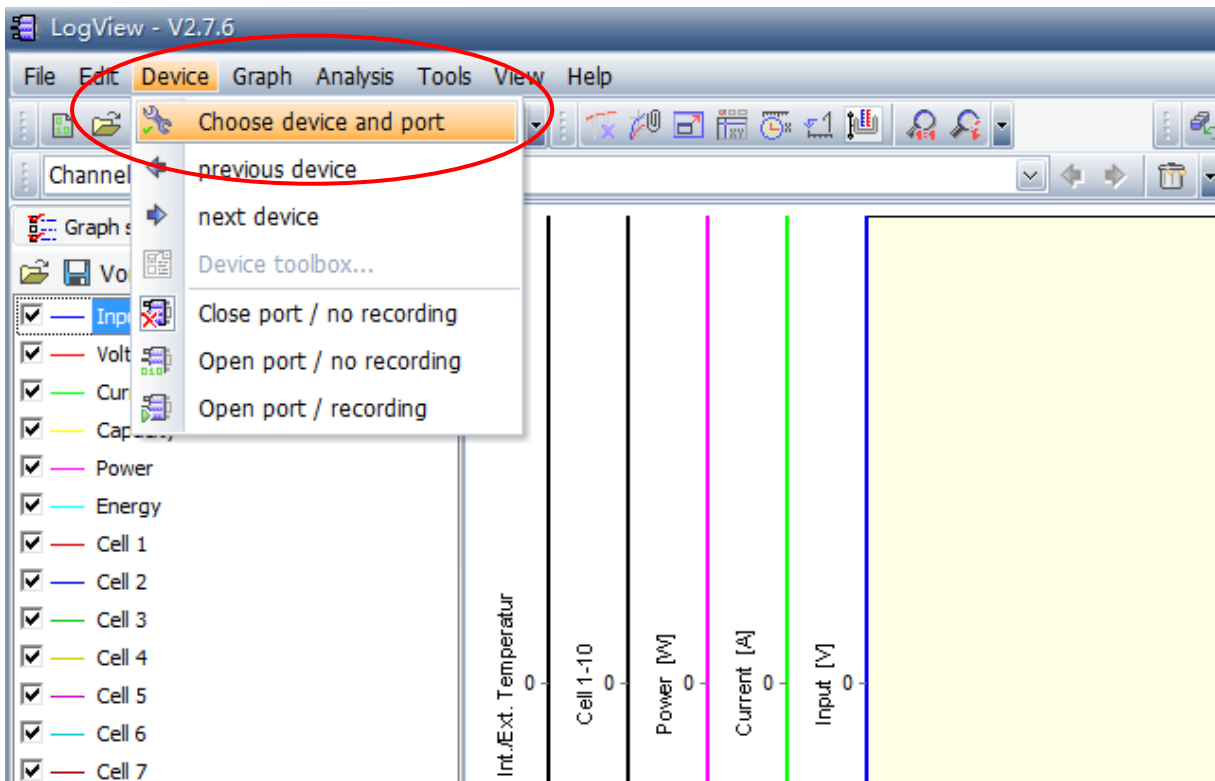 LogView - V2.7.6
File Edit Device Graph Analysis Tools View Help
Choose device and port
Channel
previous device
next device
Graph s
Device toolbox...
Vo
Close port / no recording
Inpu
Open port / no recording
Volt
Open port / recording
Curr
Capacity
Power
Energy
Cell 1
Cell 2
Cell 3
Cell 4
Cell 5
Cell 6
Cell 7
Int./Ext. Temperatur
0
Cell 1-10
0
Power [W]
0
Current [A]
0
Input [V]
0